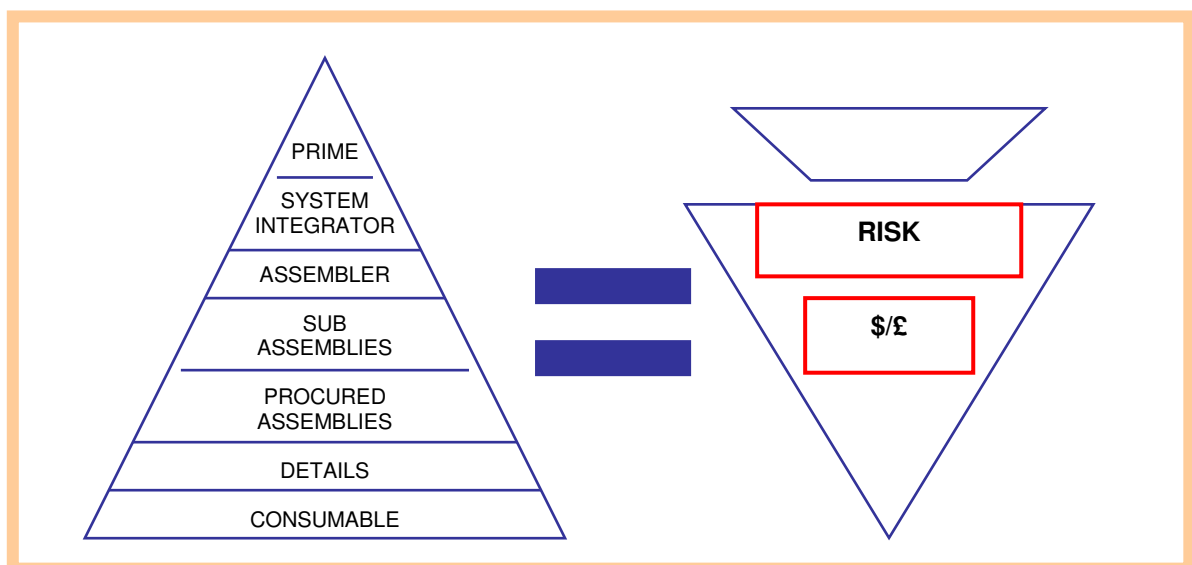 PRIME
SYSTEM
INTEGRATOR
ASSEMBLER
SUB
ASSEMBLIES
PROCURED
ASSEMBLIES
DETAILS
CONSUMABLE
RISK
$/£